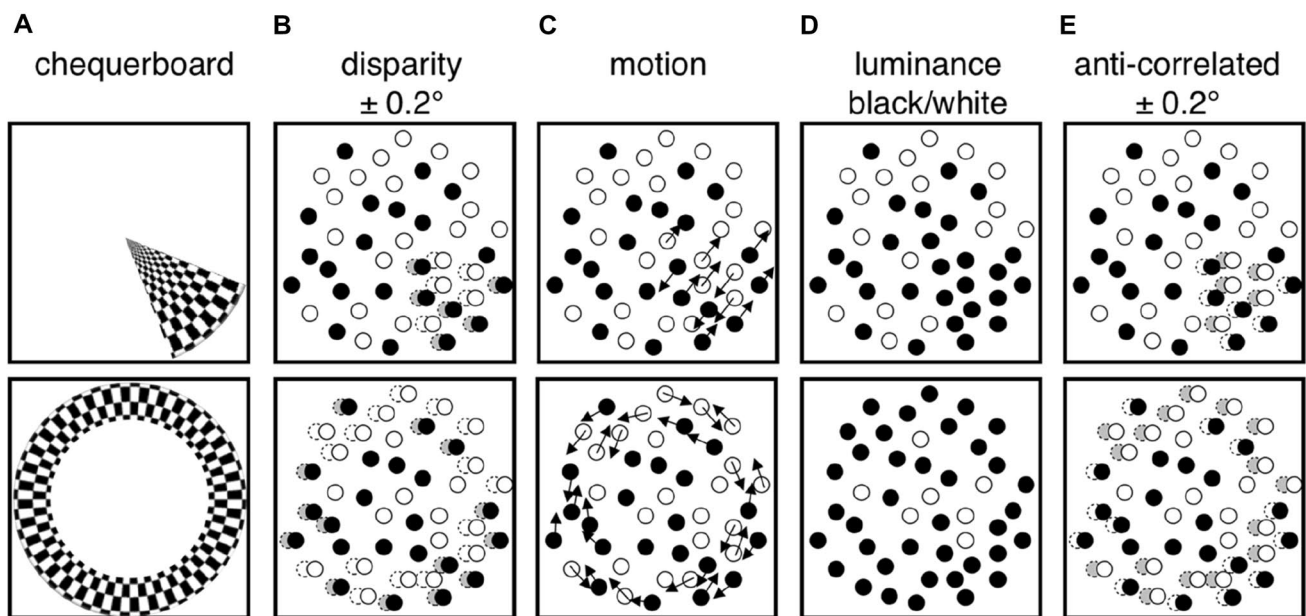 A
chequerboard
B
disparity
± 0.2°
C
motion
D
luminance
black/white
E
anti-correlated
± 0.2°